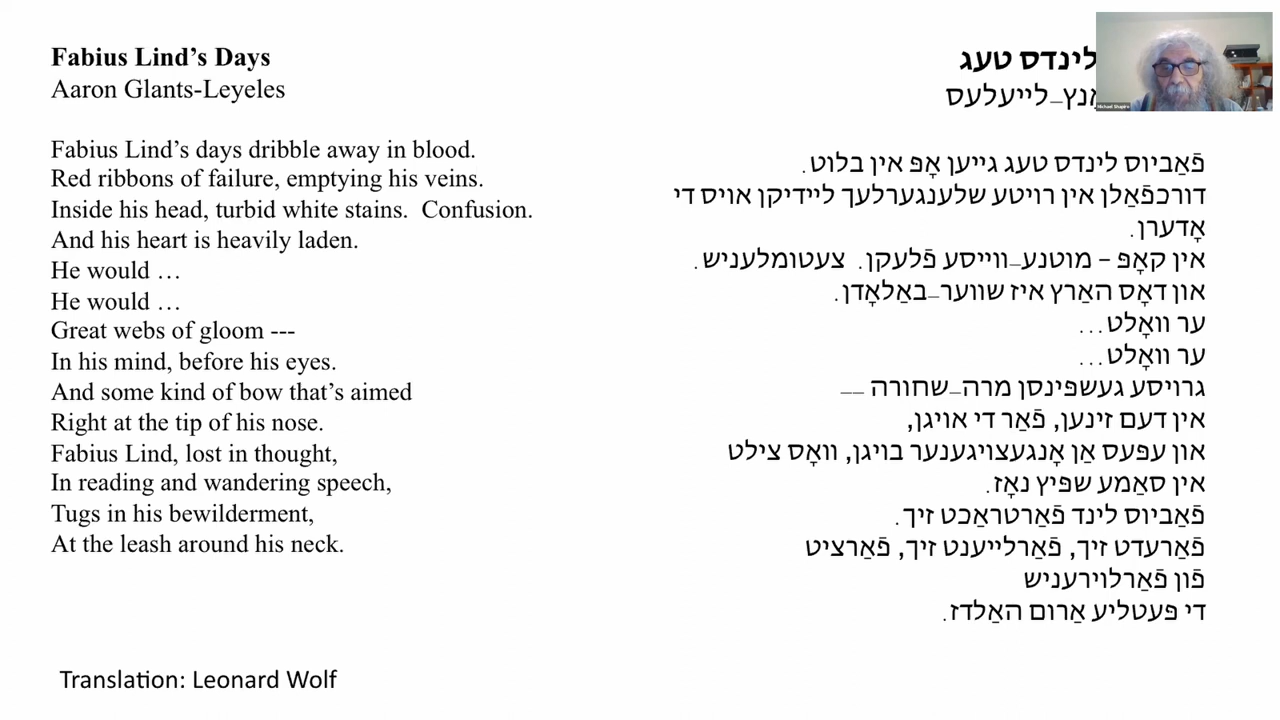 Fabius Lind’s Days
Aaron Glants-Leyeles
Fabius Lind’s days dribble away in blood.
Red ribbons of failure, emptying his veins.
Inside his head, turbid white stains.  Confusion.
And his heart is heavily laden.
He would …
He would …
Great webs of gloom ---
In his mind, before his eyes.
And some kind of bow that’s aimed
Right at the tip of his nose.
Fabius Lind, lost in thought,
In reading and wandering speech,
Tugs in his bewilderment,
At the leash around his neck.
Translation: Leonard Wolf
לינדס טעג
לייעלעס
פֿאַביוס לינדס טעג גייען אָפּ אין בלוט.
דורכפֿאַלן אין רויטע שלענגערלעך ליידיקן אויס די
אָדערן.
אין קאָפּ – מוטנע–ווייסע פֿלעקן.  צעטומלעניש.
און דאָס האַרץ איז שווער–באַלאָדן.
ער וואָלט...
ער וואָלט...
גרויסע געשפּינסן מרה–שחורה ––
אין דעם זינען, פֿאַר די אויגן,
און עפּעס אַן אָנגעצויגענער בויגן, וואָס צילט
אין סאַמע שפּיץ נאָז.
פֿאַביוס לינד פֿאַרטראַכט זיך.
פֿאַרעדט זיך, פֿאַרלייענט זיך, פֿאַרציט
פֿון פֿאַרלוירעניש
די פּעטליע אַרום האַלדז.
Michael Shapiro